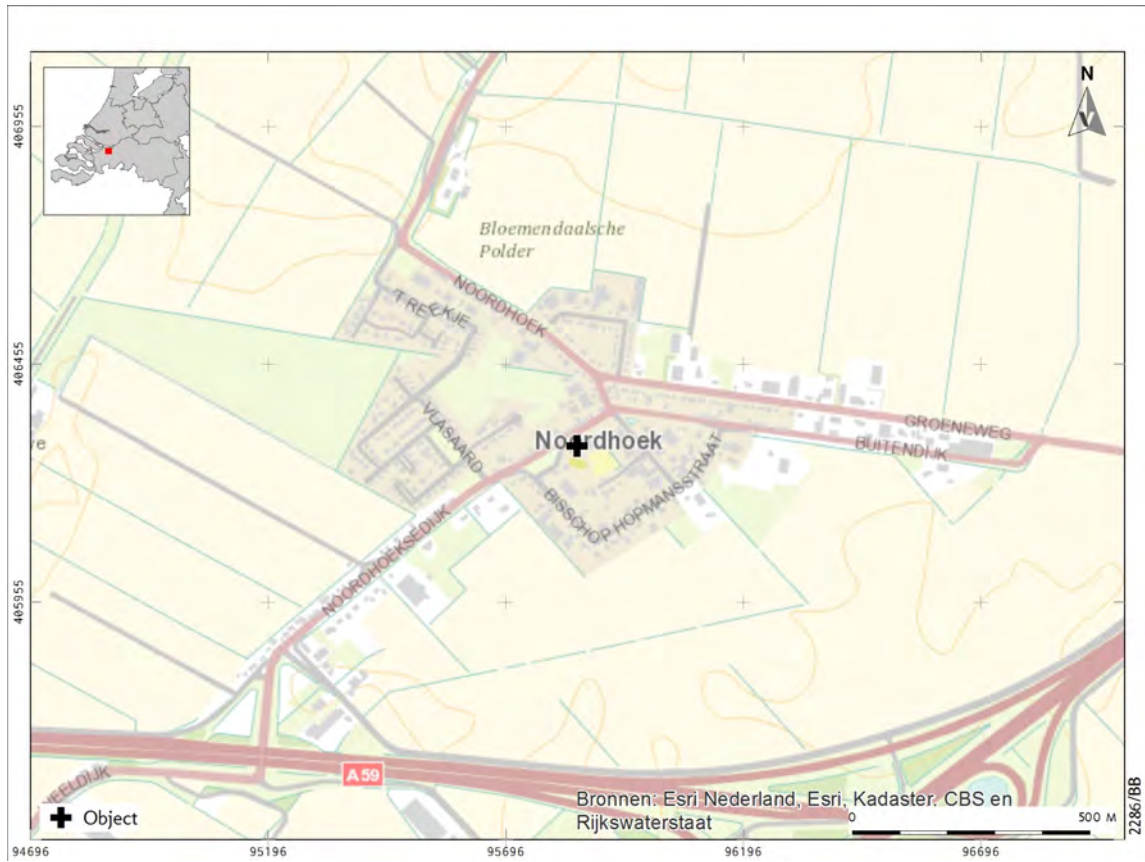 N
406955
Bloemendaalsche
Polder
NOORDHOEK
'T REEKJE
406455
VLASAARD
Noordhoek
GROENEWEG
BUITENDIJK
BISSCHOP HOPMANSSTRAAT
NOORDHOEKSEDIJK
405955
A59
Object
Bronnen: Esri Nederland, Esri, Kadaster. CBS en
Rijkswaterstaat
0 500 M
2286/BB
94696 95196 95696 96196 96696